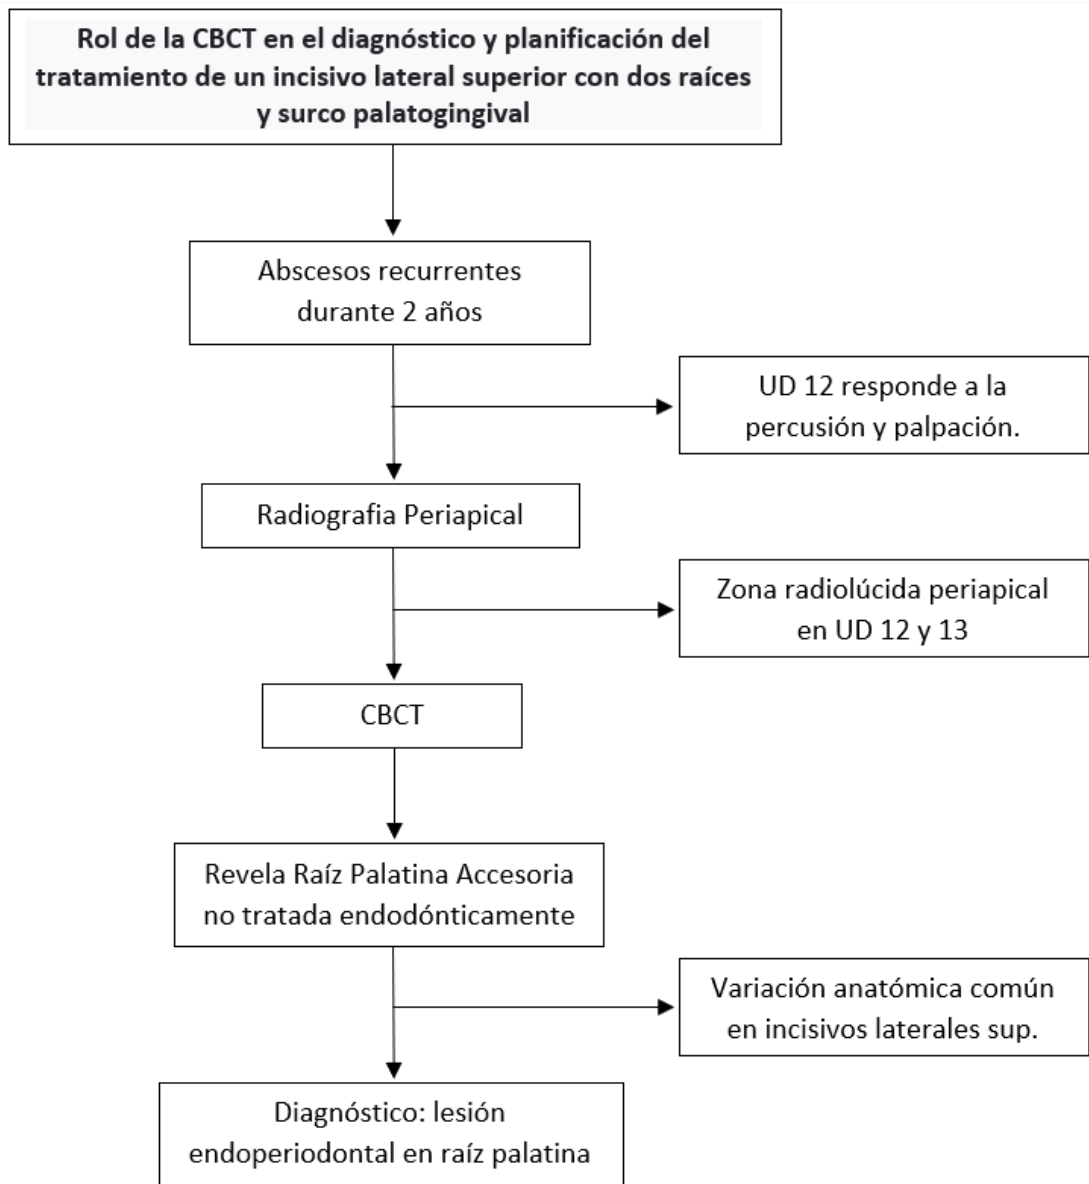 Rol de la CBCT en el diagnóstico y planificación del
tratamiento de un incisivo lateral superior con dos raíces
y surco palatogingival
Abscesos recurrentes
durante 2 años
UD 12 responde a la
percusión y palpación.
Radiografia Periapical
Zona radiolúcida periapical
en UD 12 y 13
CBCT
Revela Raíz Palatina Accesoria
no tratada endodónticamente
Variación anatómica común
en incisivos laterales sup.
Diagnóstico: lesión
endoperiodontal en raíz palatina